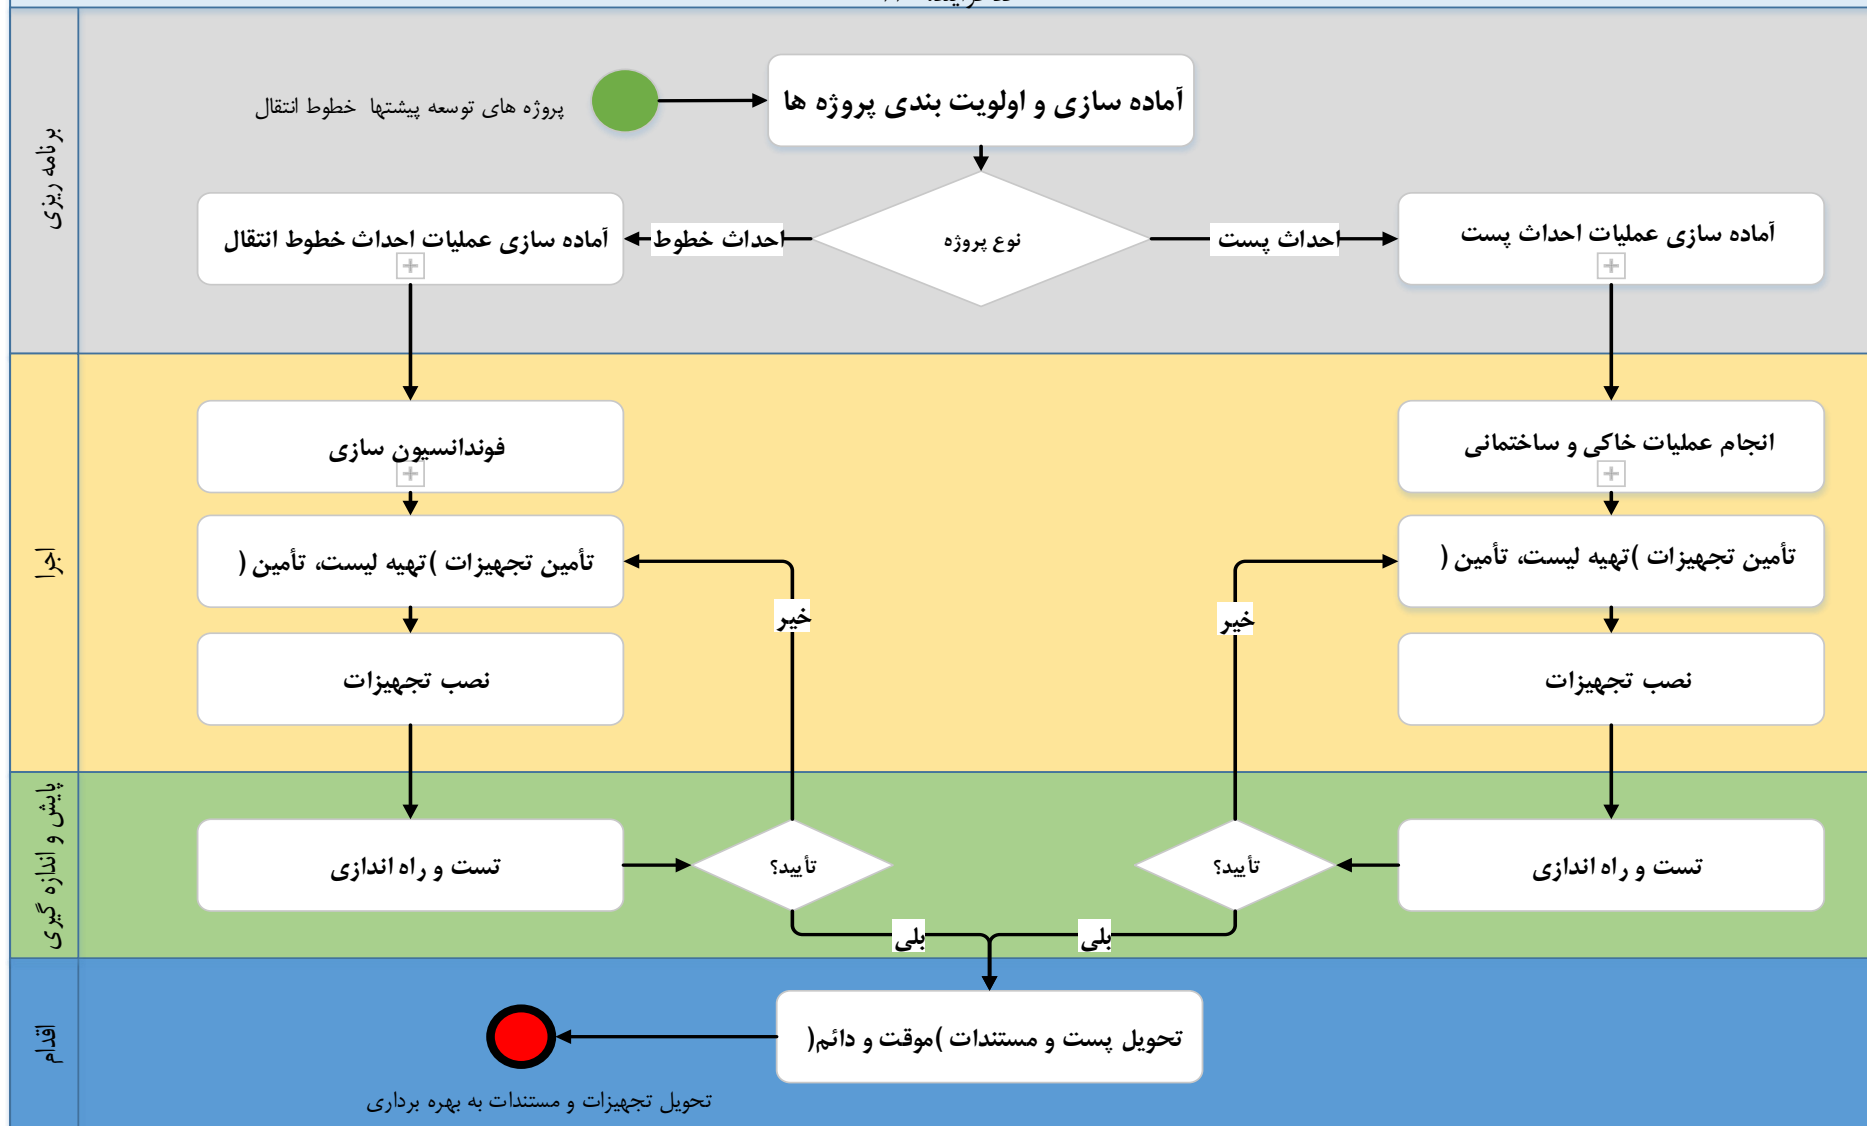 برنامه ریزی
پروژه های توسعه پیشتها  خطوط انتقال
آماده سازی و اولویت بندی پروژه ها
نوع پروژه
احداث پست
احداث خطوط
آماده سازی عملیات احداث پست
آماده سازی عملیات احداث خطوط انتقال
اجرا
انجام عملیات خاکی و ساختمانی
فوندانسیون سازی
تأمین تجهیزات )تهیه لیست، تأمین (
تأمین تجهیزات )تهیه لیست، تأمین (
خیر
خیر
نصب تجهیزات
نصب تجهیزات
پایش و اندازه گیری
تست و راه اندازی
تأیید؟
تأیید؟
تست و راه اندازی
بلی
بلی
اقدام
تحویل پست و مستندات )موقت و دائم(
تحویل تجهیزات و مستندات به بهره برداری